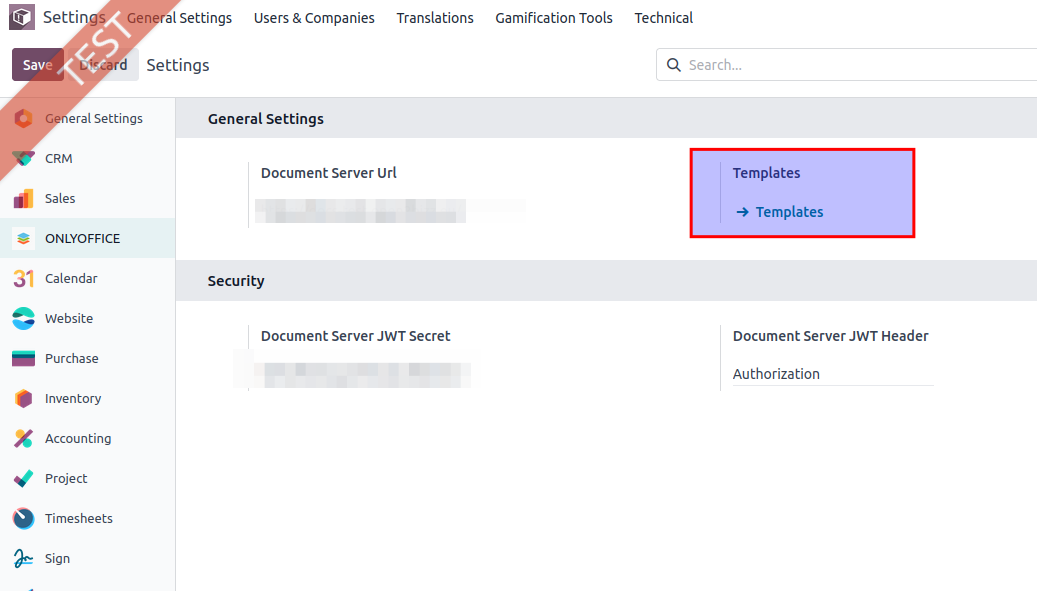 Settings General Settings Users & Companies Translations Gamification Tools Technical
TEST
Save Discard Settings Search...
General Settings
CRM
Sales
ONLYOFFICE
31 Calendar
Website
Purchase
Inventory
Accounting
Project
Timesheets
Sign
General Settings
Document Server Url
Templates
Templates
Security
Document Server JWT Secret
Document Server JWT Header
Authorization